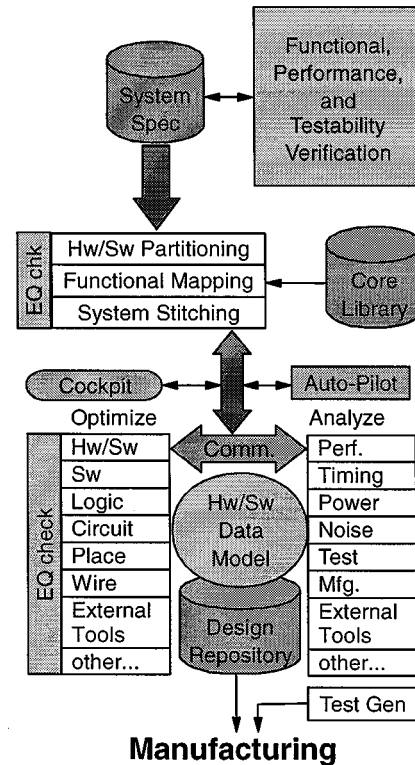 System
Spec
Functional,
Performance,
and
Testability
Verification
EQ chk
Hw/Sw Partitioning
Functional Mapping
System Stitching
Core
Library
Cockpit
Auto-Pilot
Optimize
Analyze
Comm.
EQ check
Hw/Sw
Sw
Logic
Circuit
Place
Wire
External
Tools
other...
Hw/Sw
Data
Model
Design
Repository
Perf.
Timing
Power
Noise
Test
Mfg.
External
Tools
other...
Test Gen
Manufacturing